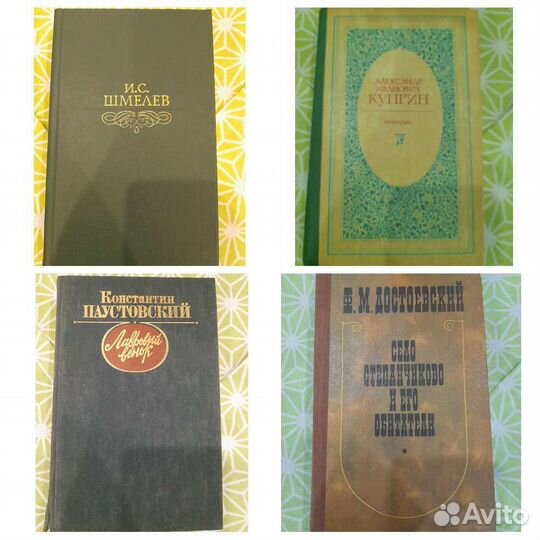 И.С.
ШМЕЛЕВ
АЛЕКСАНДР
ИВАНОВИЧ
КУПРИН
Константин
ПАУСТОВСКИЙ
Лавровый
венок
Ф. М. ДОСТОЕВСКИЙ
СЕЛО
СТЕПАНЧИКОВО
И ЕГО
ОБИТАТЕЛИ
Avito